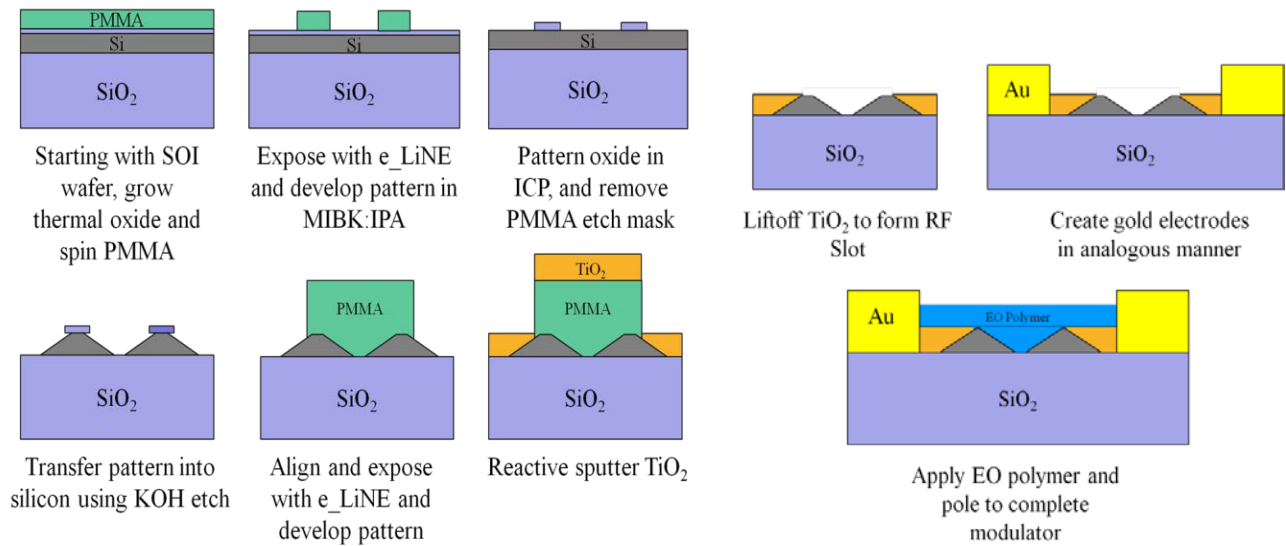 PMMA
Si
SiO₂
Starting with SOI
wafer, grow
thermal oxide and
spin PMMA
Si
SiO₂
Expose with e_LiNE
and develop pattern in
MIBK:IPA
Si
SiO₂
Pattern oxide in
ICP, and remove
PMMA etch mask
SiO₂
Transfer pattern into
silicon using KOH etch
PMMA
SiO₂
Align and expose
with e_LiNE and
develop pattern
TiO₂
PMMA
SiO₂
Reactive sputter TiO₂
SiO₂
Liftoff TiO₂ to form RF
Slot
Au
SiO₂
Create gold electrodes
in analogous manner
Au
EO Polymer
SiO₂
Apply EO polymer and
pole to complete
modulator